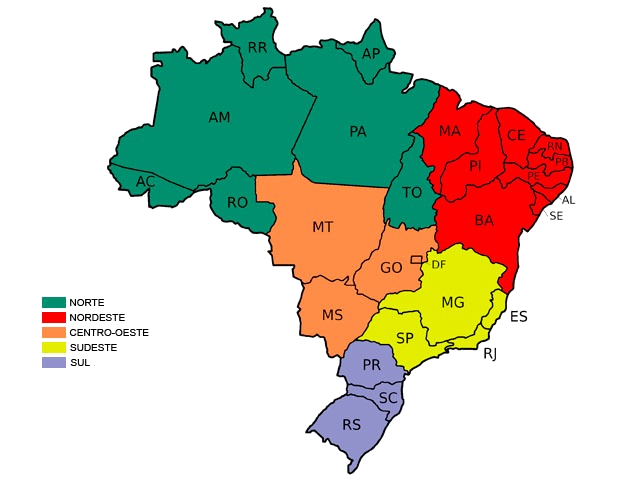 RR
AP
AM
PA
MA
CE
RN
PR
PI
PE
AC
TO
RO
AL
SE
BA
MT
DF
GO
MG
MS
ES
SP
RJ
PR
SC
RS
NORTE
NORDESTE
CENTRO-OESTE
SUDESTE
SUL